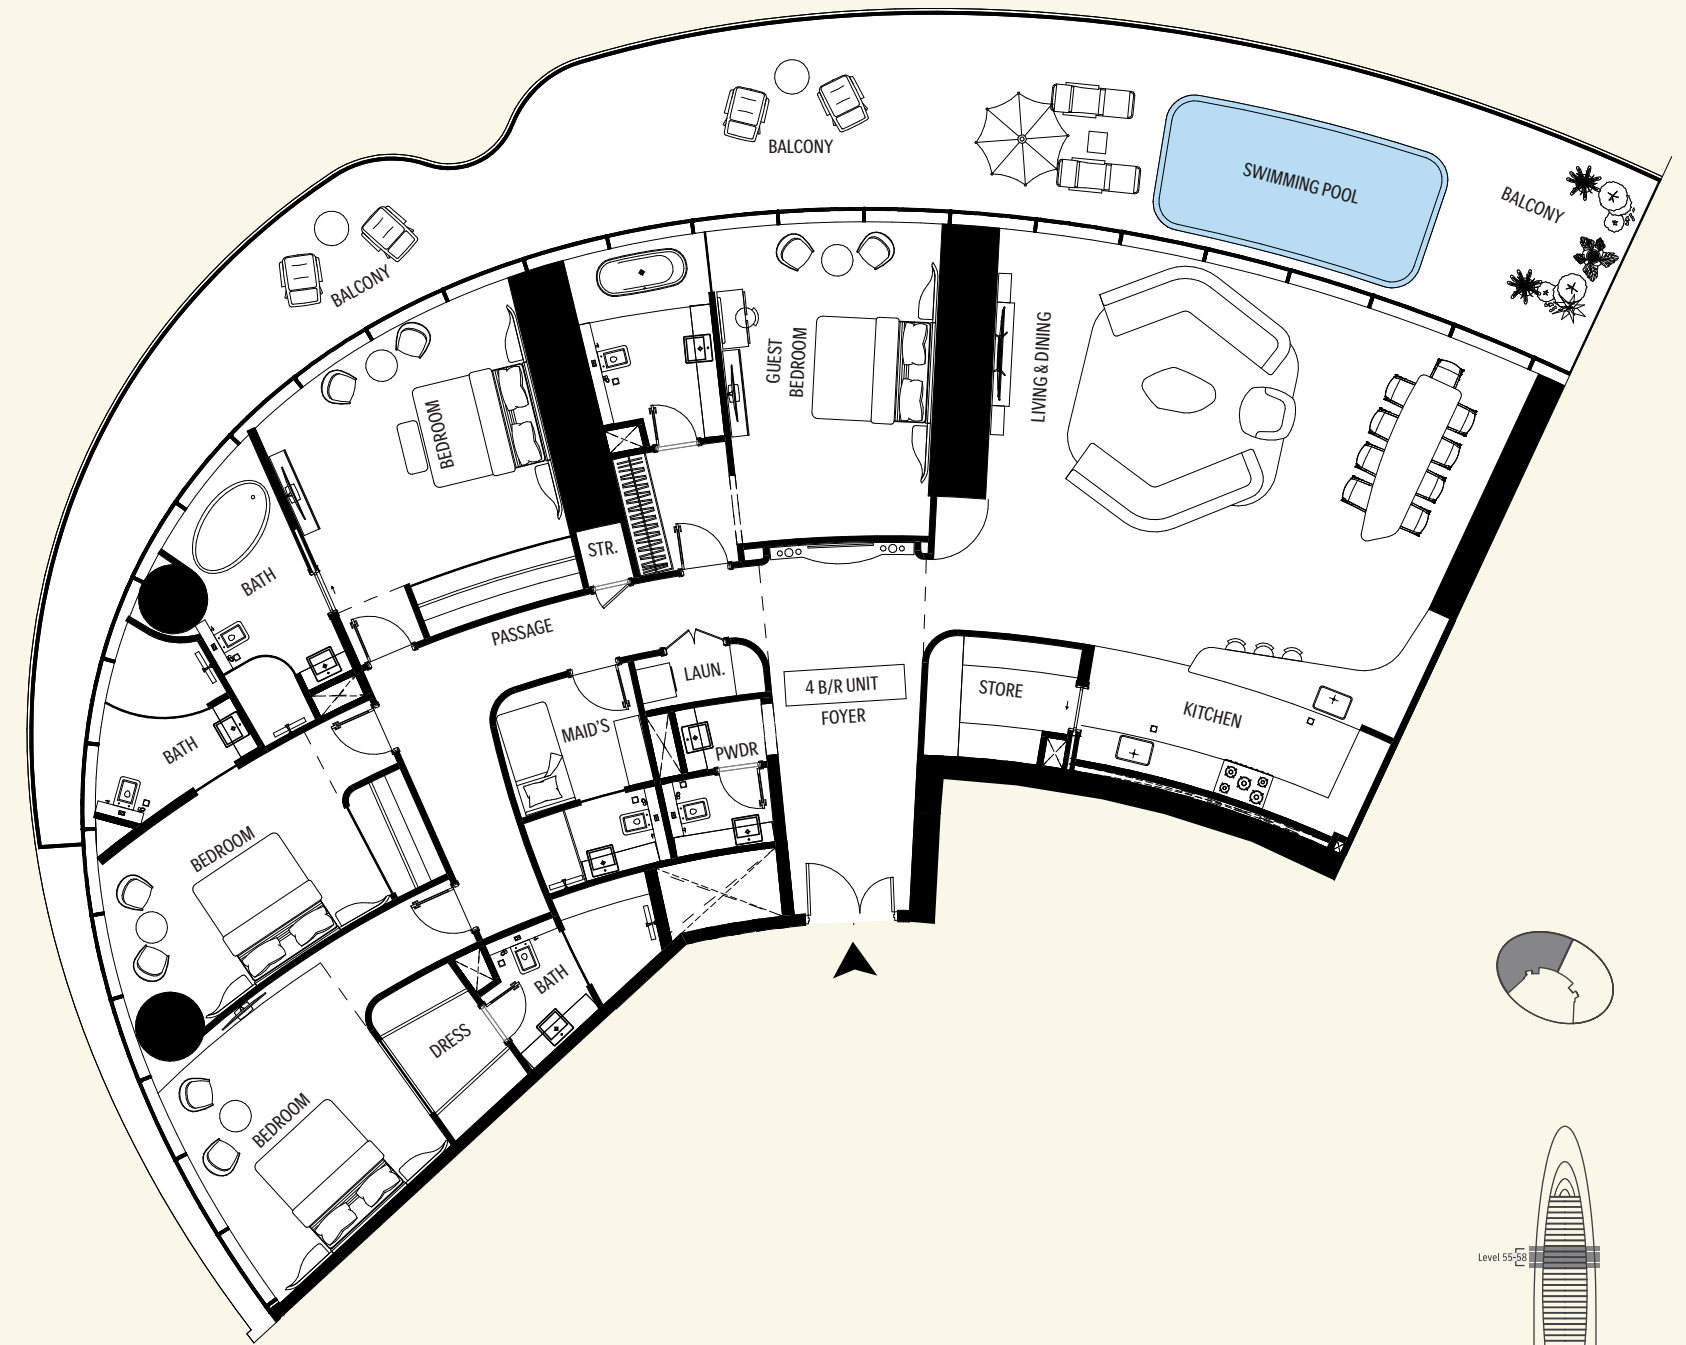 BALCONY
SWIMMING POOL
BALCONY
BALCONY
GUEST
BEDROOM
LIVING & DINING
BEDROOM
STR.
BATH
PASSAGE
LAUN.
4 B/R UNIT
FOYER
STORE
KITCHEN
MAID'S
PWDR
BATH
BEDROOM
BATH
DRESS
BEDROOM
Level 55-58